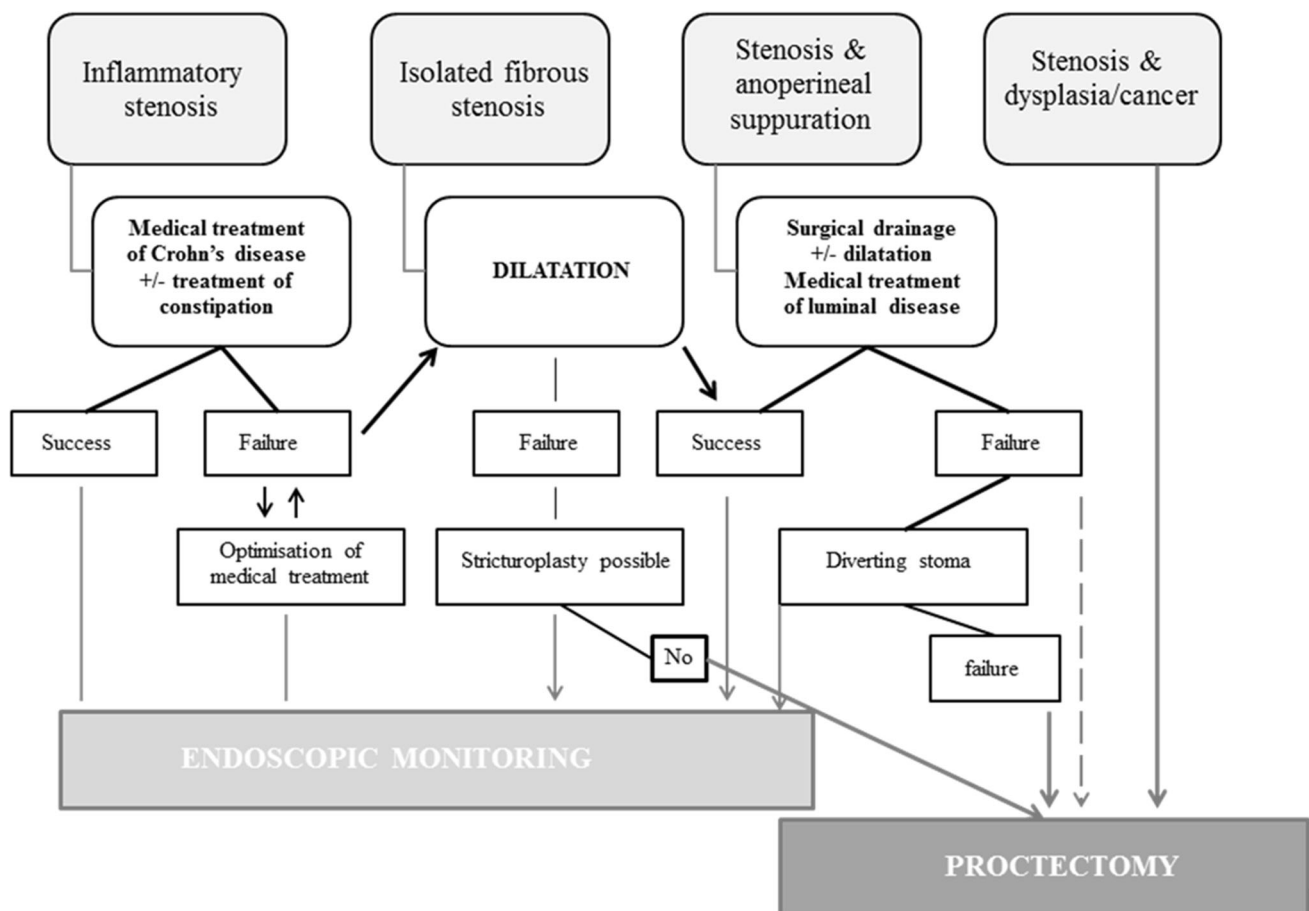 Inflammatory
stenosis
Isolated fibrous
stenosis
Stenosis &
anoperineal
suppuration
Stenosis &
dysplasia/cancer
Medical treatment
of Crohn's disease
+/- treatment of
constipation
DILATATION
Surgical drainage
+/- dilatation
Medical treatment
of luminal disease
Success
Failure
Failure
Success
Failure
Optimisation of
medical treatment
Stricturoplasty possible
Diverting stoma
No
failure
ENDOSCOPIC MONITORING
PROCTECTOMY